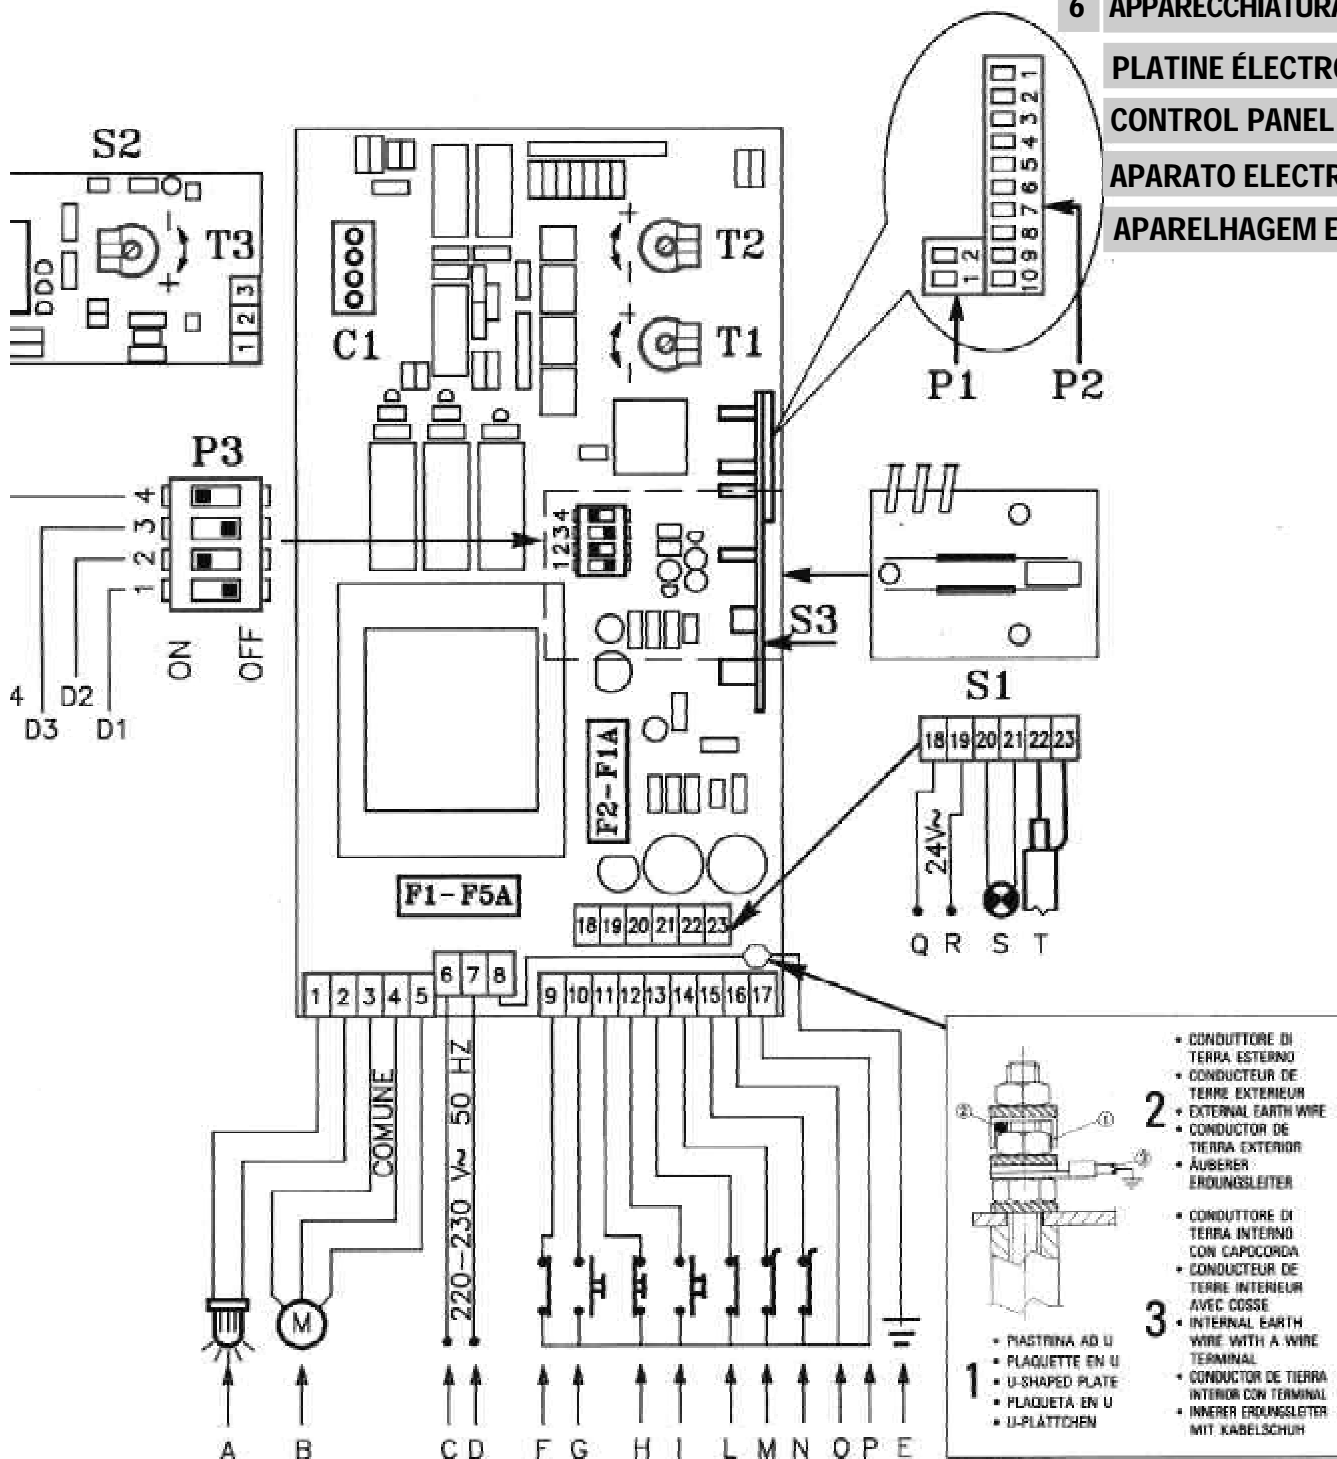 6 APPARECCHIATURA
PLATINE ÉLECTRO
CONTROL PANEL
APARATO ELECTR
APARELHAGEM E
S2
T3
1 2 3
C1
T2
T1
1
2
3
4
5
6
7
8
9
10
1 2
P1
P2
P3
4
3
2
1
ON
OFF
4
D3
D2
D1
1234
S3
S1
F2-F1A
F1-F5A
18 19 20 21 22 23
18 19 20 21 22 23
24V~
Q R S T
1 2 3 4 5 6 7 8 9 10 11 12 13 14 15 16 17
COMUNE
220-230 V~ 50 HZ
M
A B C D F G H I L M N O P E
• CONDUTTORE DI
TERRA ESTERNO
• CONDUCTEUR DE
TERRE EXTERIEUR
2 • EXTERNAL EARTH WIRE
• CONDUCTOR DE
TIERRA EXTERIOR
• ÄUBERER
ERDUNGSLEITER
• CONDUTTORE DI
TERRA INTERNO
CON CAPOCORDA
• CONDUCTEUR DE
TERRE INTERIEUR
AVEC COSSE
3 • INTERNAL EARTH
WIRE WITH A WIRE
TERMINAL
• CONDUCTOR DE TIERRA
INTERIOR CON TERMINAL
• INNERER ERDUNGSLEITER
MIT KABELSCHUH
② ① ③
• PIASTRINA AD U
• PLAQUETTE EN U
1 • U-SHAPED PLATE
• PLAQUETA EN U
• U-PLATTCHEN